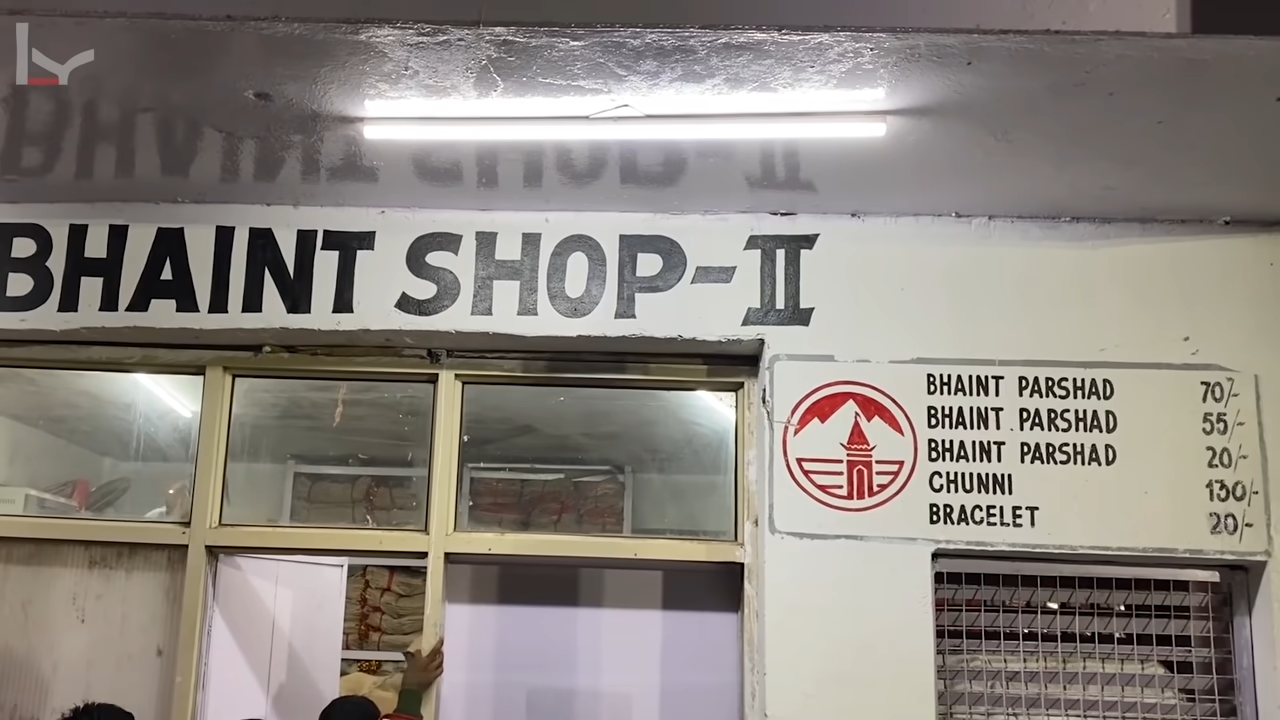 BHAINT SHOP-II
BHAINT PARSHAD 70/-
BHAINT PARSHAD 55/-
BHAINT PARSHAD 20/-
CHUNNI 130/-
BRACELET 20/-